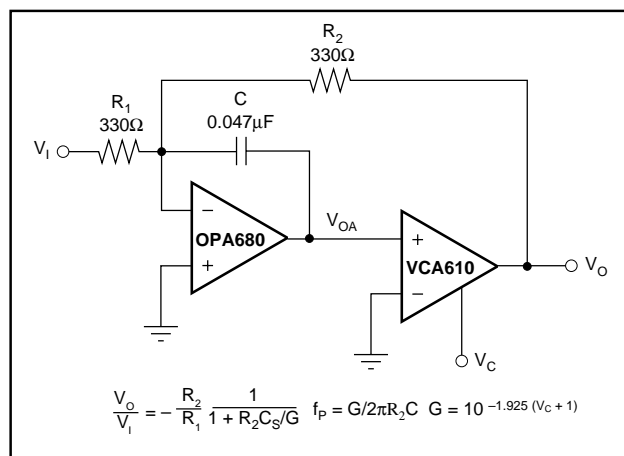 R2
330Ω
R1
330Ω
C
0.047µF
VI
–
+
OPA680
VOA
+
–
VCA610
VO
VC
VO/VI = – R2/R1 1/1 + R2CS/G fP = G/2πR2C G = 10 –1.925 (VC + 1)